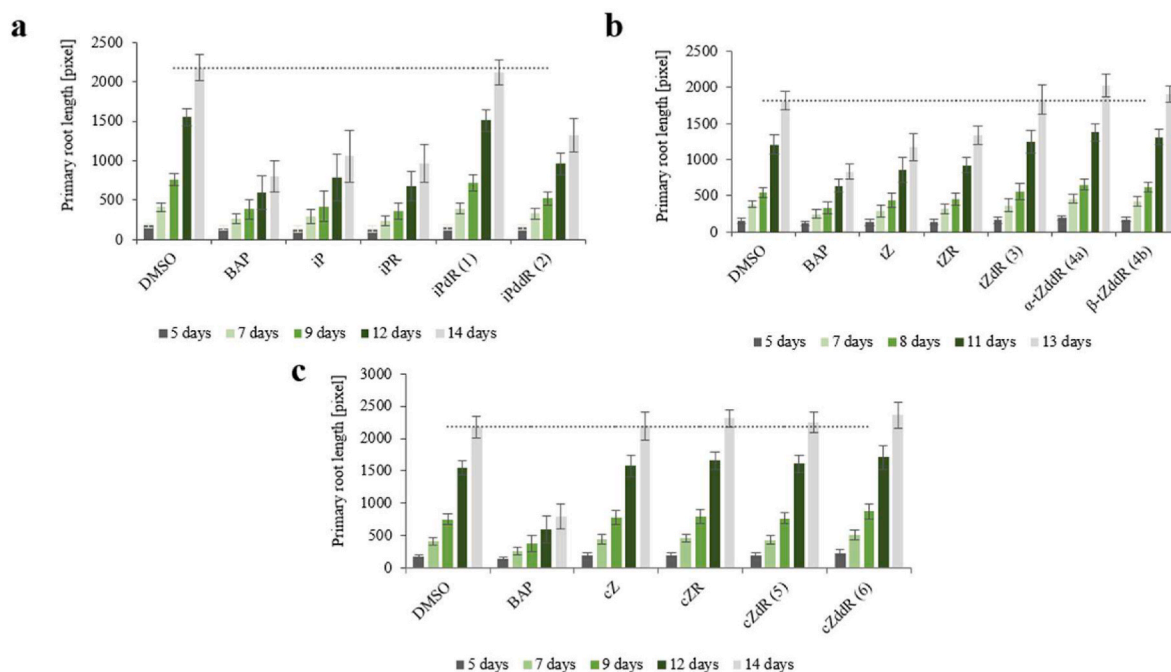 a
Primary root length [pixel]
2500
2000
1500
1000
500
0
DMSO
BAP
iP
iPR
iPdR (1)
iPddR (2)
5 days 7 days 9 days 12 days 14 days
b
Primary root length [pixel]
2500
2000
1500
1000
500
0
DMSO
BAP
tZ
tZR
tZdR (3)
α-tZddR (4a)
β-tZddR (4b)
5 days 7 days 8 days 11 days 13 days
c
Primary root length [pixel]
3000
2500
2000
1500
1000
500
0
DMSO
BAP
cZ
cZR
cZdR (5)
cZddR (6)
5 days 7 days 9 days 12 days 14 days